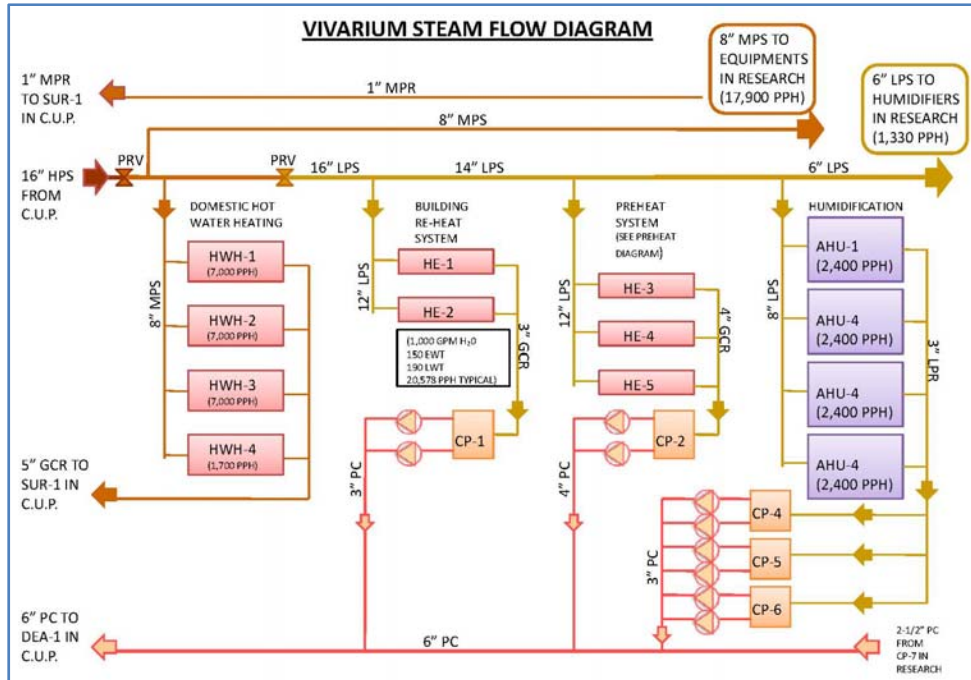 VIVARIUM STEAM FLOW DIAGRAM
8” MPS TO
EQUIPMENTS
IN RESEARCH
(17,900 PPH)
6” LPS TO
HUMIDIFIERS
IN RESEARCH
(1,330 PPH)
1” MPR
TO SUR-1
IN C.U.P.
1” MPR
8” MPS
PRV
PRV
16” HPS
FROM
C.U.P.
16” LPS
14” LPS
6” LPS
DOMESTIC HOT
WATER HEATING
BUILDING
RE-HEAT
SYSTEM
PREHEAT
SYSTEM
(SEE PREHEAT
DIAGRAM)
HUMIDIFICATION
8” MPS
HWH-1
(7,000 PPH)
HWH-2
(7,000 PPH)
HWH-3
(7,000 PPH)
HWH-4
(1,700 PPH)
12” LPS
HE-1
HE-2
3” GCR
(1,000 GPM H₂0
150 EWT
190 LWT
20,578 PPH TYPICAL)
12” LPS
HE-3
HE-4
HE-5
4” GCR
8” LPS
AHU-1
(2,400 PPH)
AHU-4
(2,400 PPH)
AHU-4
(2,400 PPH)
AHU-4
(2,400 PPH)
3” LPR
CP-1
CP-2
3” PC
4” PC
5” GCR TO
SUR-1 IN
C.U.P.
CP-4
CP-5
CP-6
3” PC
6” PC TO
DEA-1 IN
C.U.P.
6” PC
2-1/2” PC
FROM
CP-7 IN
RESEARCH